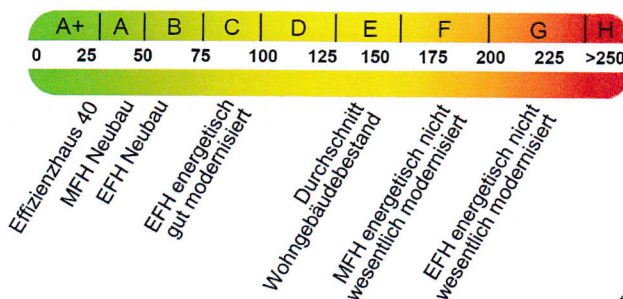 A+ A B C D E F G H
0 25 50 75 100 125 150 175 200 225 >250
Effizienzhaus 40
MFH Neubau
EFH Neubau
EFH energetisch
gut modernisiert
Durchschnitt
Wohngebäudebestand
MFH energetisch nicht
wesentlich modernisiert
EFH energetisch nicht
wesentlich modernisiert